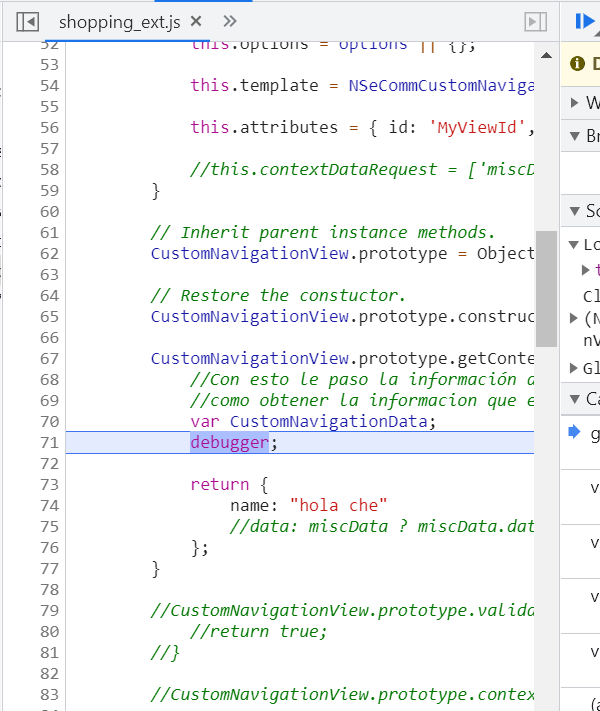 shopping_ext.js × »
52 this.options = options || {};
53
54 this.template = NSeCommCustomNaviga
55
56 this.attributes = { id: 'MyViewId',
57
58 //this.contextDataRequest = ['miscD
59 }
60
61 // Inherit parent instance methods.
62 CustomNavigationView.prototype = Object
63
64 // Restore the constuctor.
65 CustomNavigationView.prototype.construc
66
67 CustomNavigationView.prototype.getConte
68 //Con esto le paso la información a
69 //como obtener la informacion que e
70 var CustomNavigationData;
71 debugger;
72
73 return {
74 name: "hola che"
75 //data: miscData ? miscData.dat
76 };
77 }
78
79 //CustomNavigationView.prototype.valida
80 //return true;
81 //}
82
83 //CustomNavigationView.prototype.contex
D
W
Br
Sc
Lo
t
Cl
(N
nV
Gl
Ca
g
v
v
v
v
(a